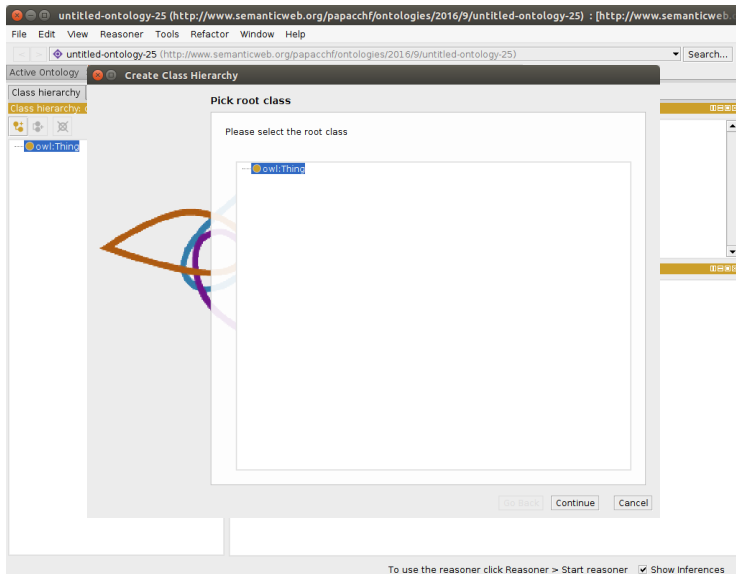 untitled-ontology-25 (http://www.semanticweb.org/papacchf/ontologies/2016/9/untitled-ontology-25) : [http://www.semanticweb.
File Edit View Reasoner Tools Refactor Window Help
untitled-ontology-25 (http://www.semanticweb.org/papacchf/ontologies/2016/9/untitled-ontology-25)
Search...
Active Ontology
Create Class Hierarchy
Class hierarchy
Class hierarchy:
owl:Thing
Pick root class
Please select the root class
owl:Thing
Go Back Continue Cancel
To use the reasoner click Reasoner > Start reasoner Show Inferences